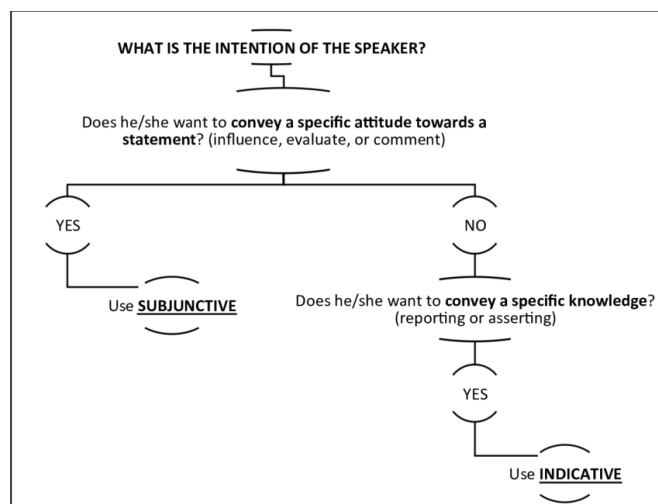 WHAT IS THE INTENTION OF THE SPEAKER?
Does he/she want to convey a specific attitude towards a
statement? (influence, evaluate, or comment)
YES
NO
Use SUBJUNCTIVE
Does he/she want to convey a specific knowledge?
(reporting or asserting)
YES
Use INDICATIVE